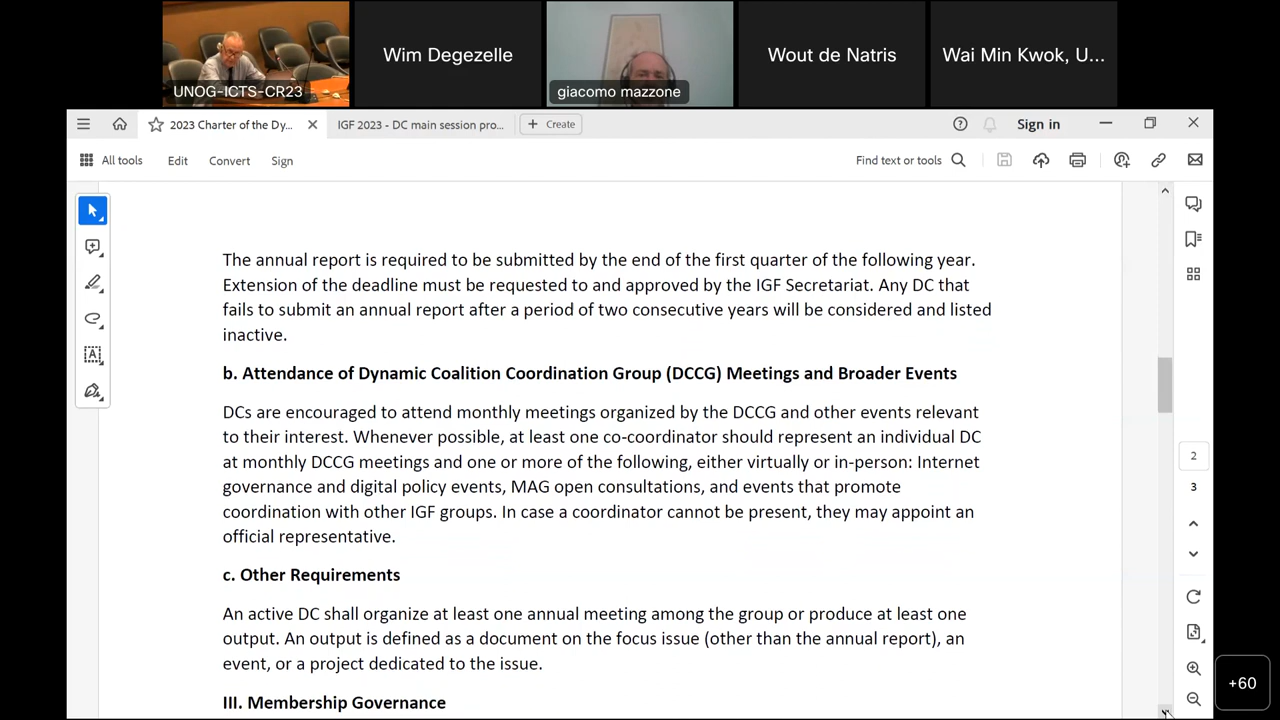 UNOG-ICTS-CR23
Wim Degezelle
giacomo mazzone
Wout de Natris
Wai Min Kwok, U...
2023 Charter of the Dy...
IGF 2023 - DC main session pro...
Create
Sign in
All tools
Edit
Convert
Sign
Find text or tools
The annual report is required to be submitted by the end of the first quarter of the following year.
Extension of the deadline must be requested to and approved by the IGF Secretariat. Any DC that
fails to submit an annual report after a period of two consecutive years will be considered and listed
inactive.
b. Attendance of Dynamic Coalition Coordination Group (DCCG) Meetings and Broader Events
DCs are encouraged to attend monthly meetings organized by the DCCG and other events relevant
to their interest. Whenever possible, at least one co-coordinator should represent an individual DC
at monthly DCCG meetings and one or more of the following, either virtually or in-person: Internet
governance and digital policy events, MAG open consultations, and events that promote
coordination with other IGF groups. In case a coordinator cannot be present, they may appoint an
official representative.
c. Other Requirements
An active DC shall organize at least one annual meeting among the group or produce at least one
output. An output is defined as a document on the focus issue (other than the annual report), an
event, or a project dedicated to the issue.
III. Membership Governance
2
3
+60